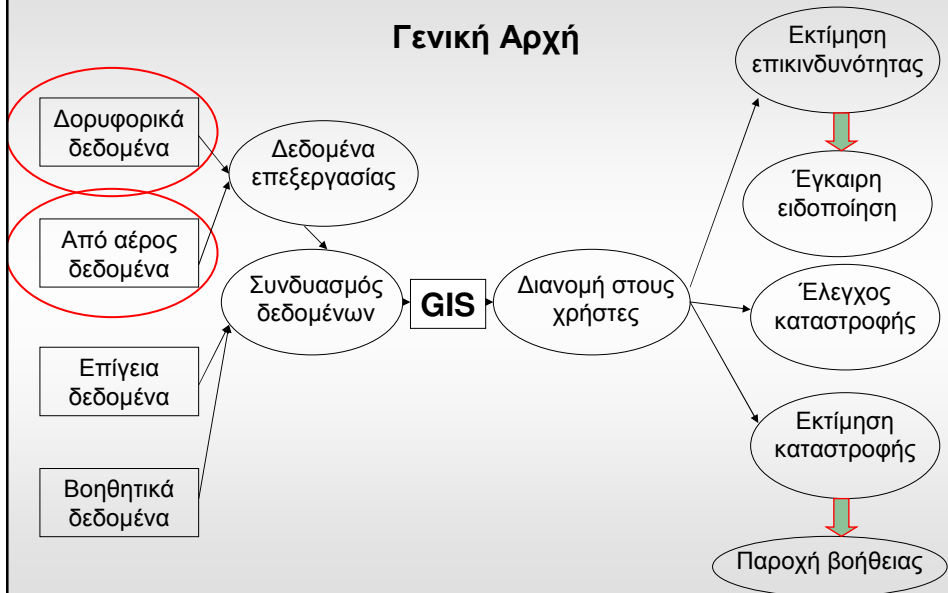 Γενική Αρχή
Δορυφορικά
δεδομένα
Από αέρος
δεδομένα
Επίγεια
δεδομένα
Βοηθητικά
δεδομένα
Δεδομένα
επεξεργασίας
Συνδυασμός
δεδομένων
GIS
Διανομή στους
χρήστες
Εκτίμηση
επικινδυνότητας
Έγκαιρη
ειδοποίηση
Έλεγχος
καταστροφής
Εκτίμηση
καταστροφής
Παροχή βοήθειας